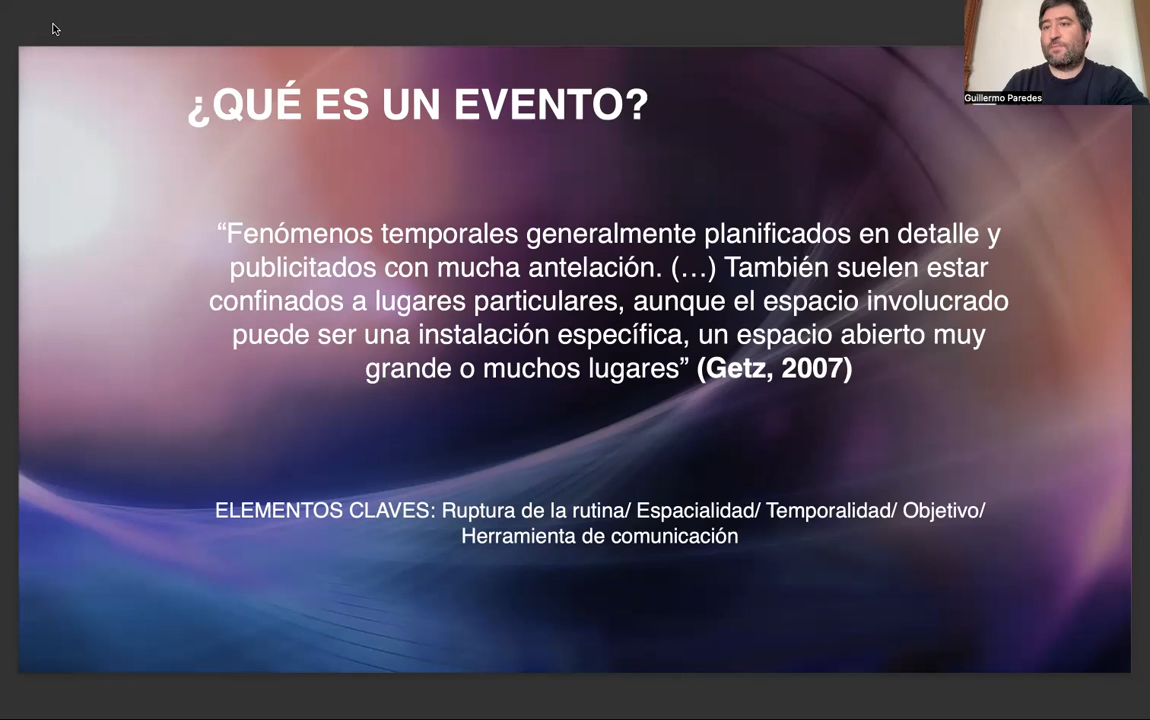 ¿QUÉ ES UN EVENTO?
Guillermo Paredes
“Fenómenos temporales generalmente planificados en detalle y
publicitados con mucha antelación. (…) También suelen estar
confinados a lugares particulares, aunque el espacio involucrado
puede ser una instalación específica, un espacio abierto muy
grande o muchos lugares” (Getz, 2007)
ELEMENTOS CLAVES: Ruptura de la rutina/ Espacialidad/ Temporalidad/ Objetivo/
Herramienta de comunicación